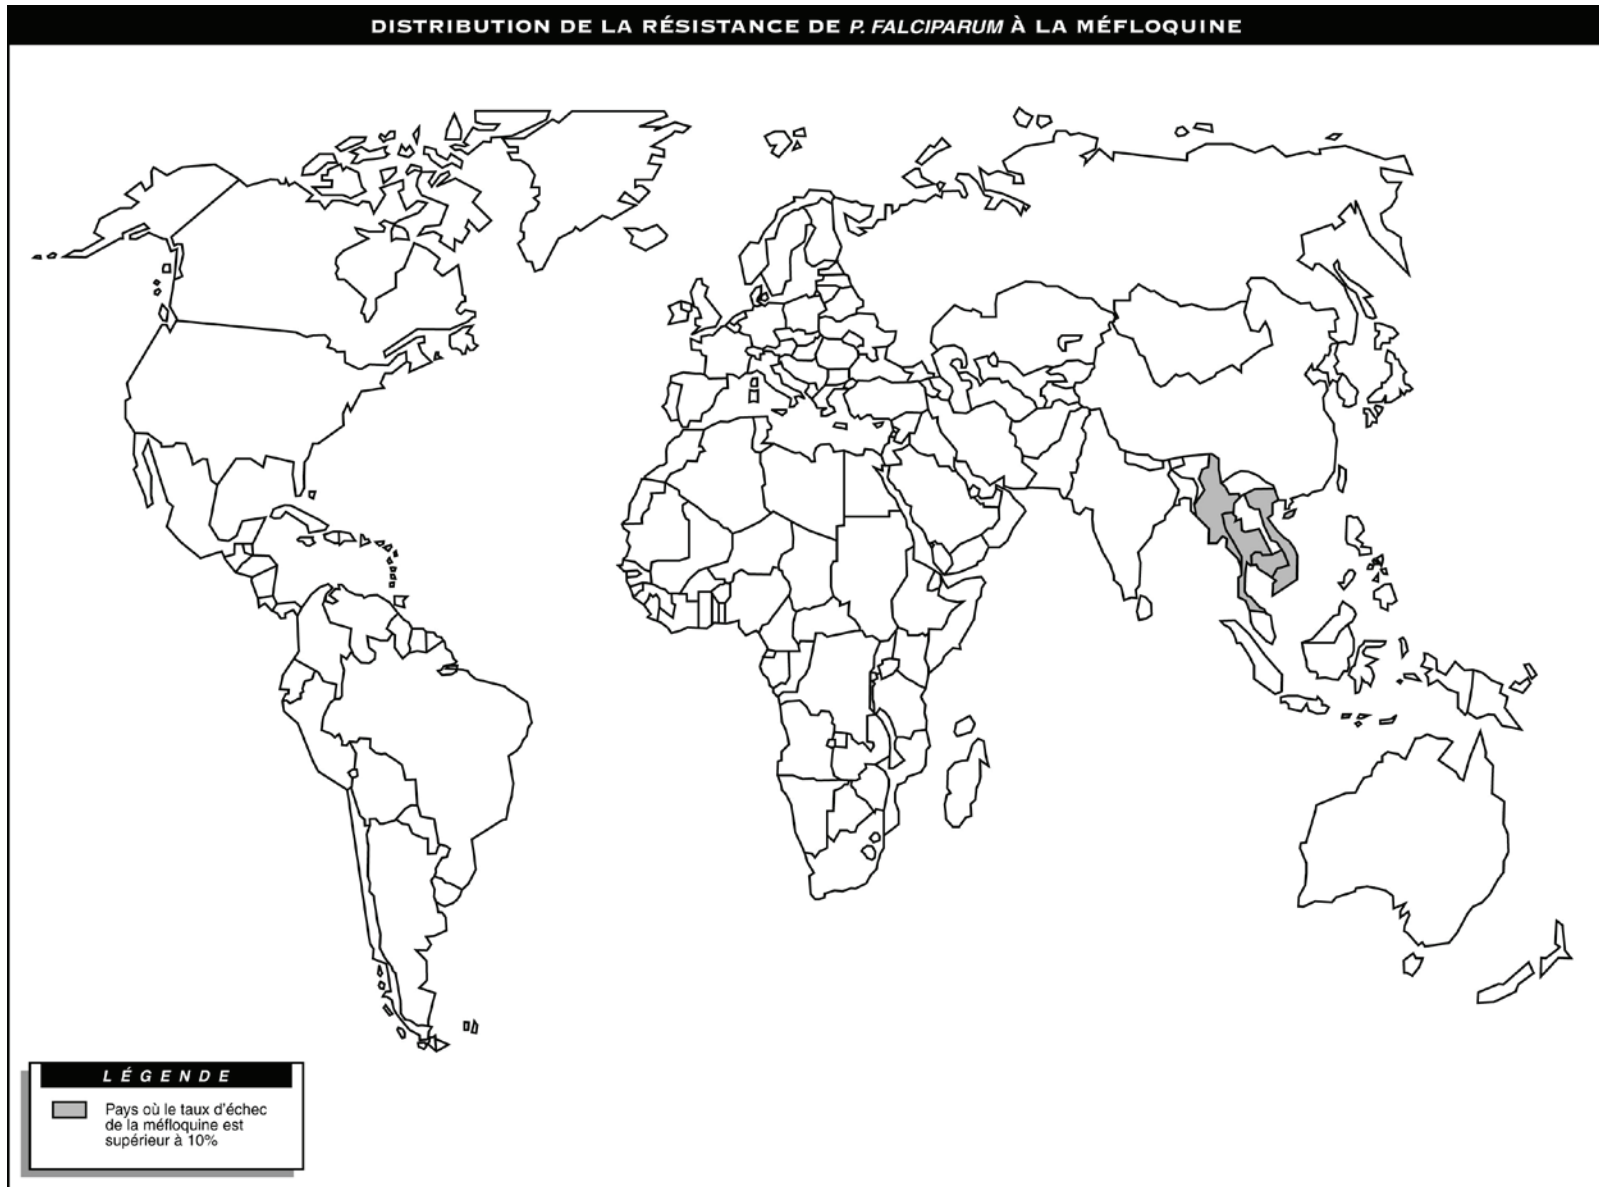 DISTRIBUTION DE LA RÉSISTANCE DE P. FALCIPARUM À LA MÉFLOQUINE
LÉGENDE
Pays où le taux d'échec
de la méfloquine est
supérieur à 10%